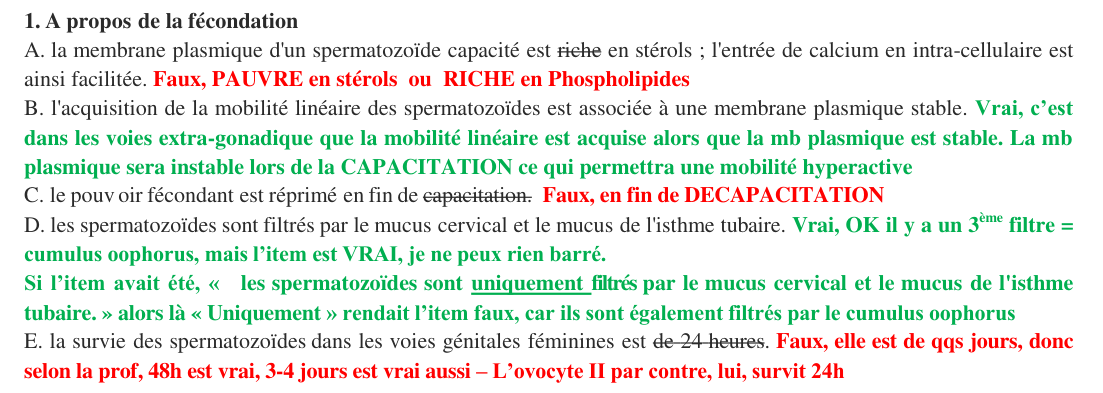 1. A propos de la fécondation
A. la membrane plasmique d'un spermatozoïde capacité est riche en stérols ; l'entrée de calcium en intra-cellulaire est
ainsi facilitée. Faux, PAUVRE en stérols ou RICHE en Phospholipides
B. l'acquisition de la mobilité linéaire des spermatozoïdes est associée à une membrane plasmique stable. Vrai, c'est
dans les voies extra-gonadique que la mobilité linéaire est acquise alors que la mb plasmique est stable. La mb
plasmique sera instable lors de la CAPACITATION ce qui permettra une mobilité hyperactive
C. le pouvoir fécondant est réprimé en fin de capacitation. Faux, en fin de DECAPACITATION
D. les spermatozoïdes sont filtrés par le mucus cervical et le mucus de l'isthme tubaire. Vrai, OK il y a un 3ème filtre =
cumulus oophorus, mais l'item est VRAI, je ne peux rien barré.
Si l'item avait été, « les spermatozoïdes sont uniquement filtrés par le mucus cervical et le mucus de l'isthme
tubaire. » alors là « Uniquement » rendait l'item faux, car ils sont également filtrés par le cumulus oophorus
E. la survie des spermatozoïdes dans les voies génitales féminines est de 24 heures. Faux, elle est de qqs jours, donc
selon la prof, 48h est vrai, 3-4 jours est vrai aussi – L'ovocyte II par contre, lui, survit 24h